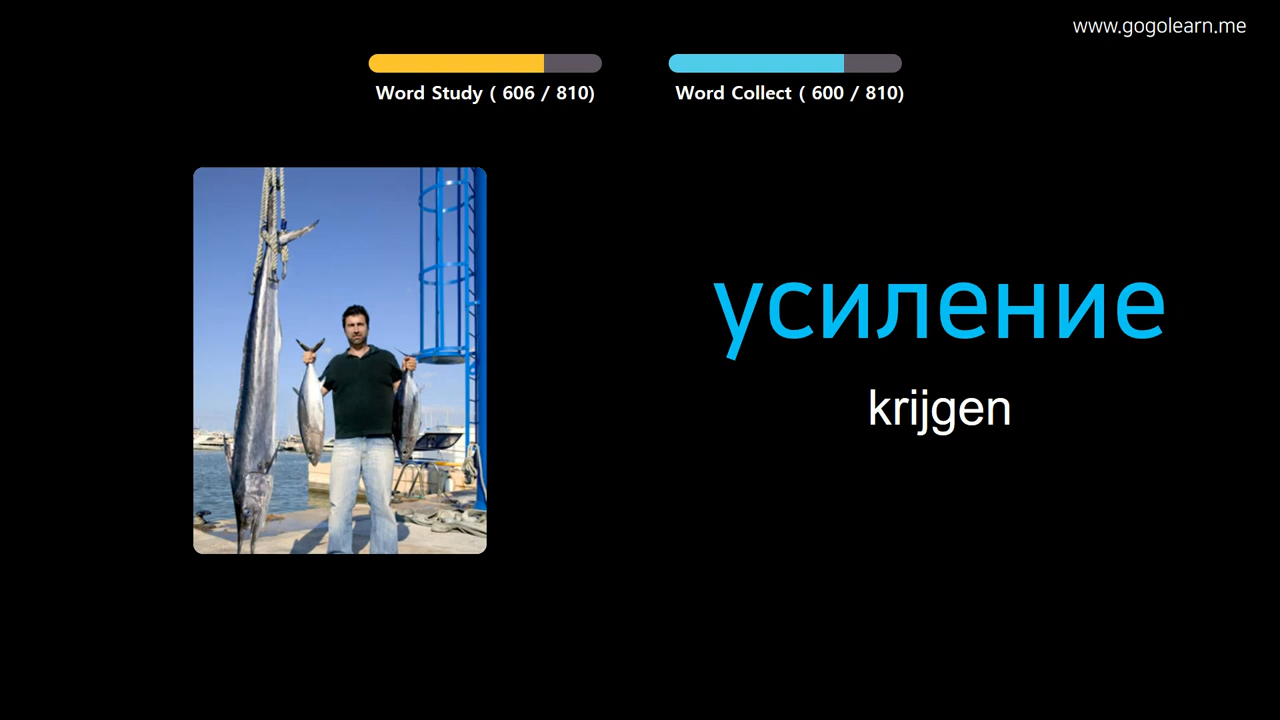 www.gogolearn.me
Word Study ( 606 / 810)
Word Collect ( 600 / 810)
усиление
krijgen